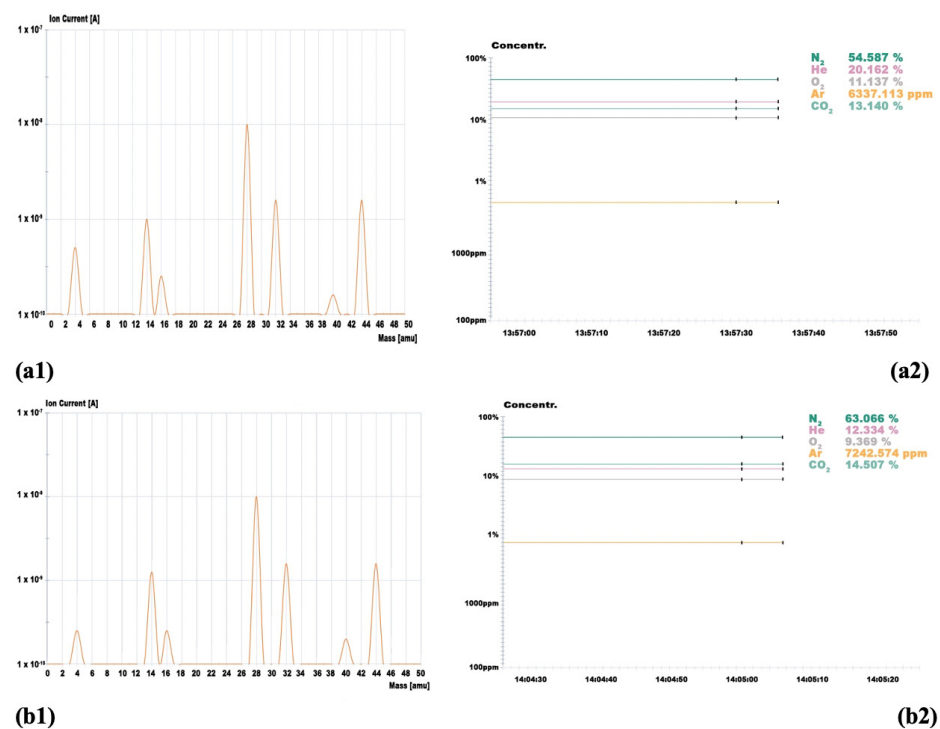 Ion Current [A]
1 x 10⁻⁷
1 x 10⁻⁸
1 x 10⁻⁹
1 x 10⁻¹⁰
0 2 4 6 8 10 12 14 16 18 20 22 24 26 28 30 32 34 36 38 40 42 44 46 48 50
Mass [amu]
(a1)
Concentr.
N₂ 54.587 %
He 20.162 %
O₂ 11.137 %
Ar 6337.113 ppm
CO₂ 13.140 %
100%
10%
1%
1000ppm
100ppm
13:57:00 13:57:10 13:57:20 13:57:30 13:57:40 13:57:50
(a2)
Ion Current [A]
1 x 10⁻⁷
1 x 10⁻⁸
1 x 10⁻⁹
1 x 10⁻¹⁰
0 2 4 6 8 10 12 14 16 18 20 22 24 26 28 30 32 34 36 38 40 42 44 46 48 50
Mass [amu]
(b1)
Concentr.
N₂ 63.066 %
He 12.334 %
O₂ 9.369 %
Ar 7242.574 ppm
CO₂ 14.507 %
100%
10%
1%
1000ppm
100ppm
14:04:30 14:04:40 14:04:50 14:05:00 14:05:10 14:05:20
(b2)